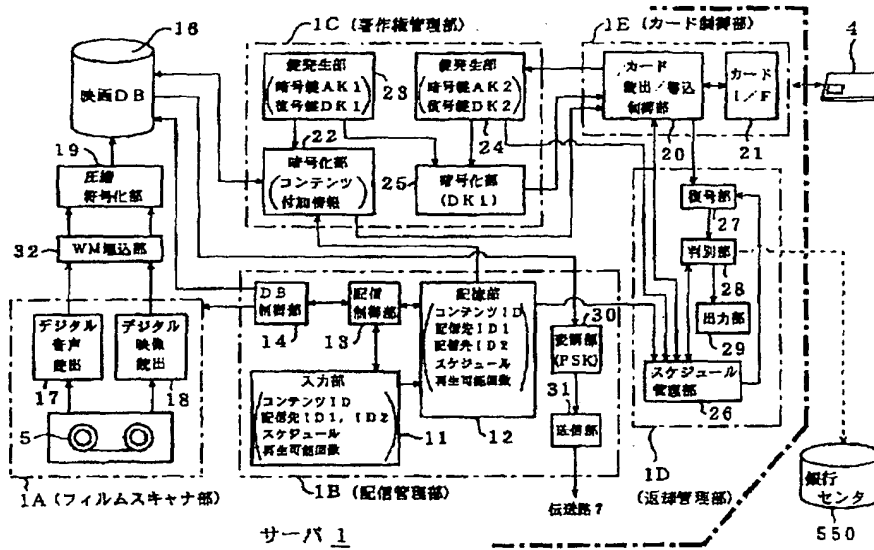 16
映画DB
19
圧縮
符号化部
32
WM埋込部
デジタル
音声
読出
デジタル
映像
読出
17
18
5
1A(フィルムスキャナ部)
1C(著作権管理部)
鍵発生部
(暗号鍵AK1
復号鍵DK1)
23
鍵発生部
(暗号鍵AK2
復号鍵DK2)
24
22
暗号化部
(コンテンツ
付加情報)
25
暗号化部
(DK1)
1E(カード制御部)
カード
読出/書込
制御部
20
カード
I/F
21
4
復号部
27
判別部
28
出力部
29
スケジュール
管理部
26
1D
(返却管理部)
銀行
センタ
550
DB
制御部
14
配信
制御部
13
記憶部
(コンテンツID
配信先ID1
配信先ID2
スケジュール
再生可能回数)
12
入力部
(コンテンツID
配信先ID1,ID2
スケジュール
再生可能回数)
11
30
変調部
(PSK)
31
送信部
伝送路7
1B(配信管理部)
サーバ 1